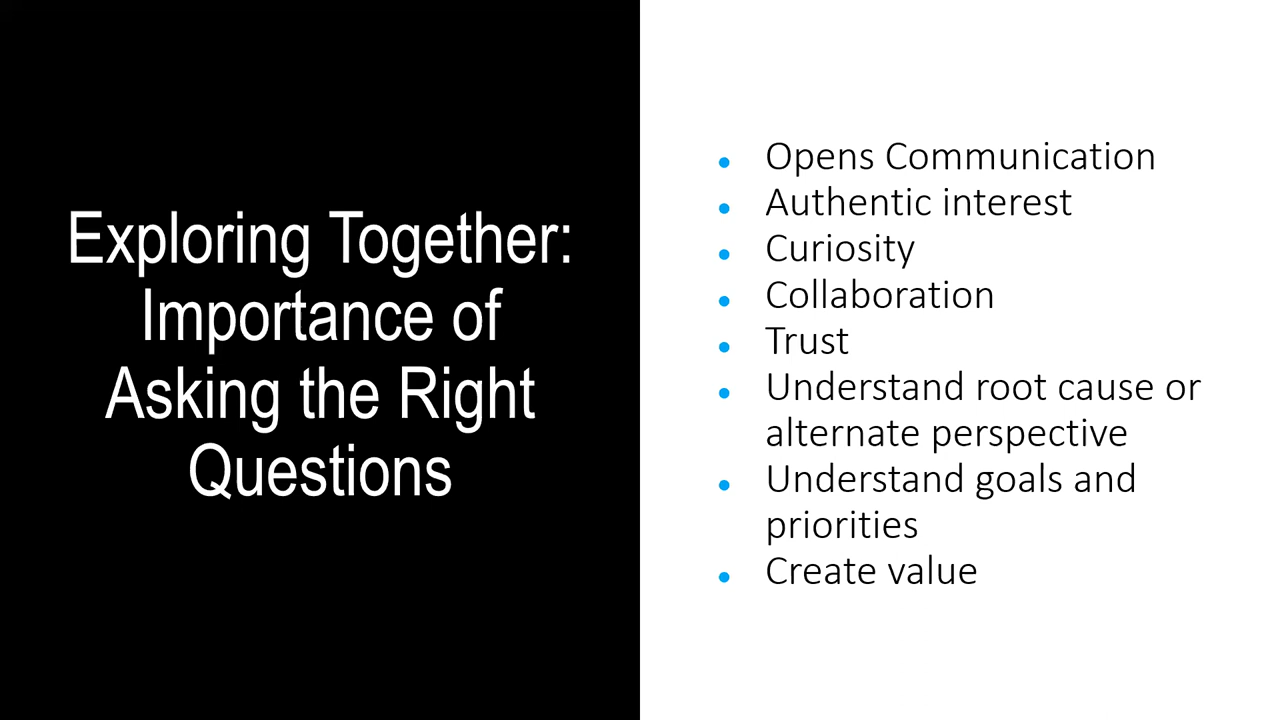 Exploring Together:
Importance of
Asking the Right
Questions
Opens Communication
Authentic interest
Curiosity
Collaboration
Trust
Understand root cause or
alternate perspective
Understand goals and
priorities
Create value